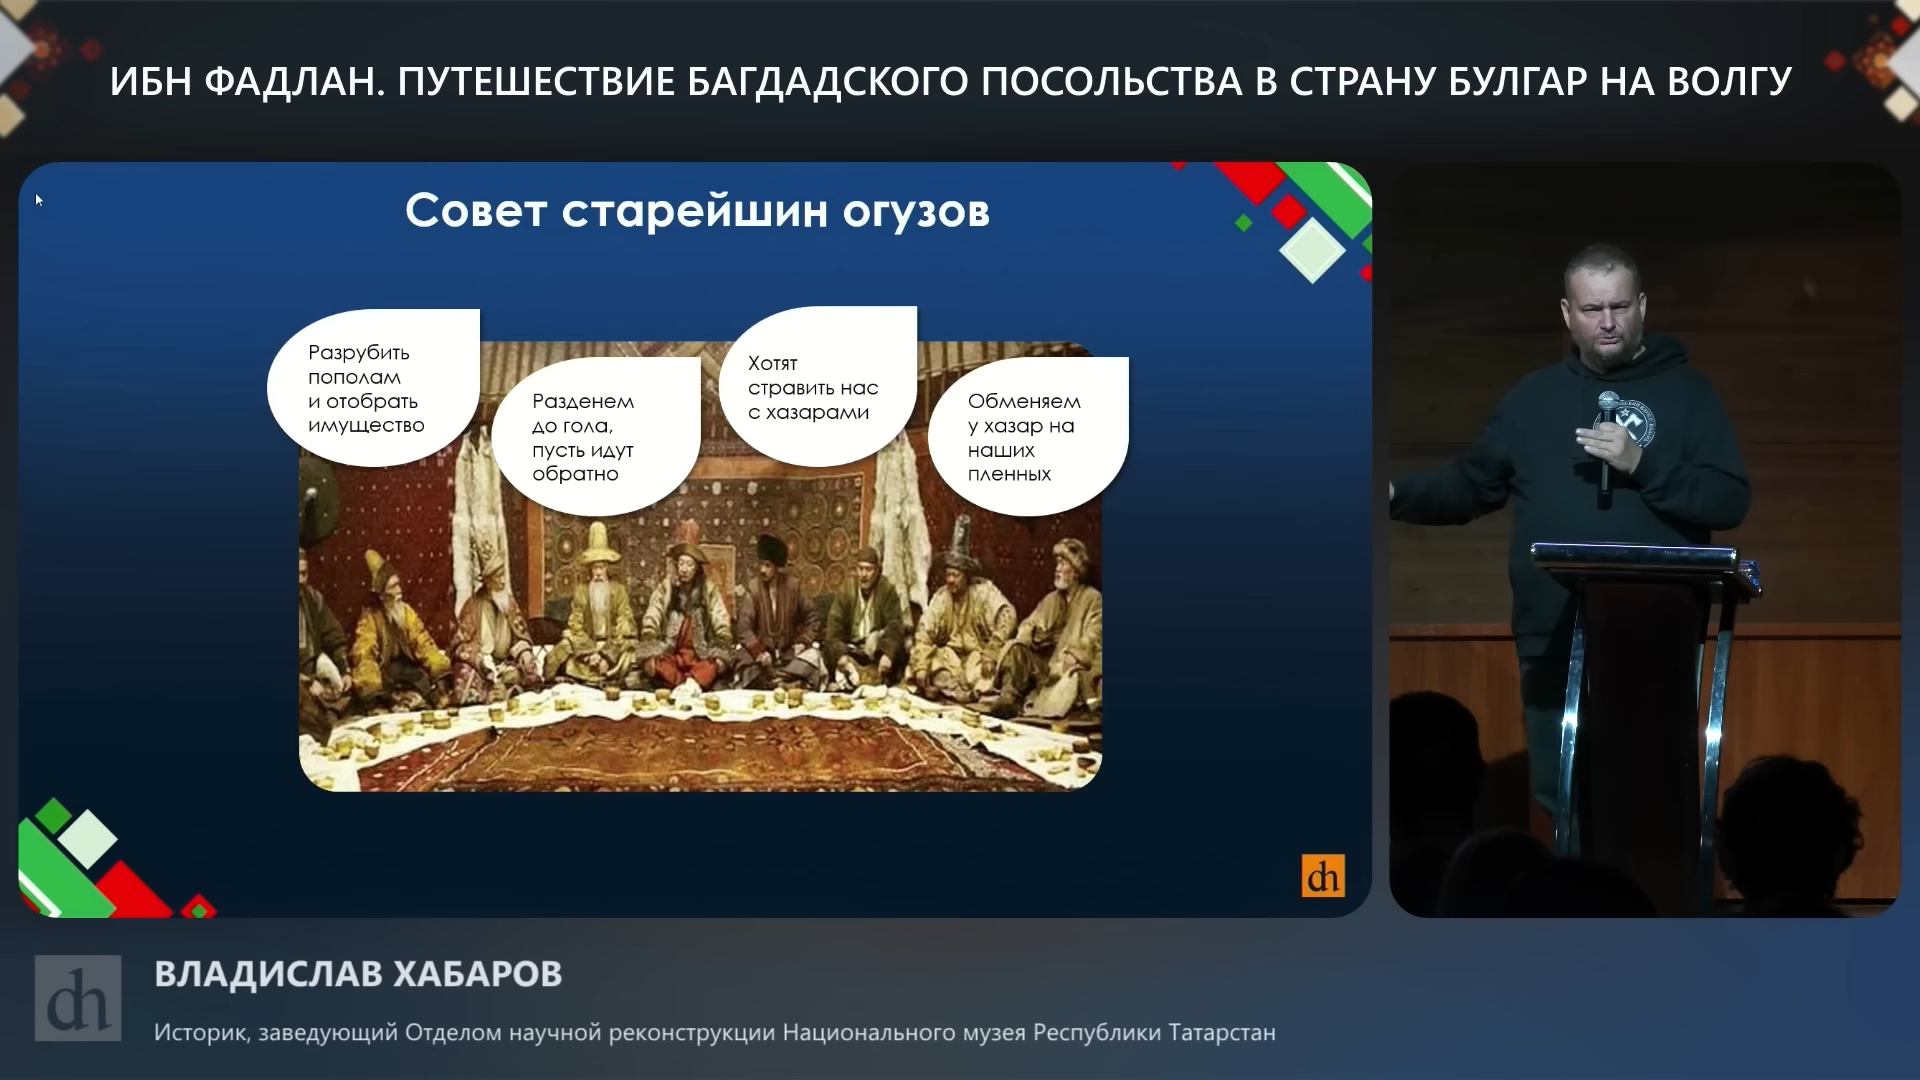 ИБН ФАДЛАН. ПУТЕШЕСТВИЕ БАГДАДСКОГО ПОСОЛЬСТВА В СТРАНУ БУЛГАР НА ВОЛГУ
Совет старейшин огузов
Разрубить
пополам
и отобрать
имущество
Разденем
до гола,
пусть идут
обратно
Хотят
стравить нас
с хазарами
Обменяем
у хазар на
наших
пленных
dh
dh
ВЛАДИСЛАВ ХАБАРОВ
Историк, заведующий Отделом научной реконструкции Национального музея Республики Татарстан